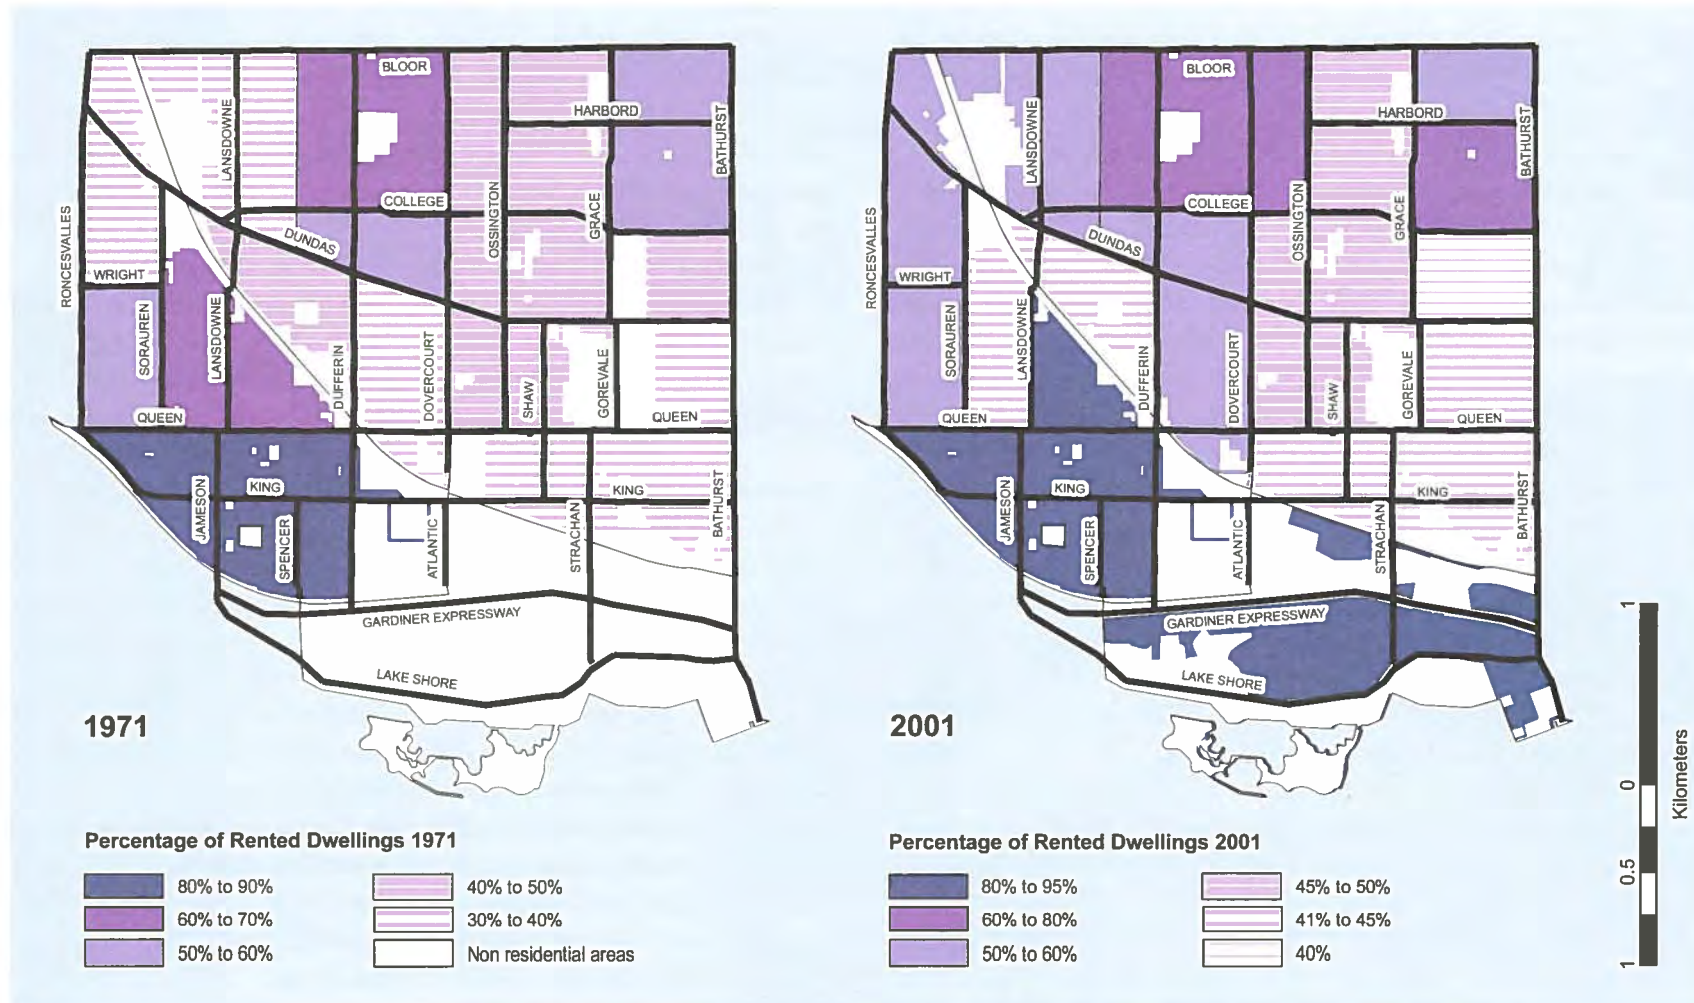 BLOOR
HARBORD
LANSDOWNE
BATHURST
COLLEGE
OSSINGTON
GRACE
RONCESVALLES
DUNDAS
WRIGHT
SORAUREN
LANSDOWNE
DUFFERIN
DOVERCOURT
SHAW
GOREVALE
QUEEN
QUEEN
KING
KING
JAMESON
SPENCER
ATLANTIC
STRACHAN
BATHURST
GARDINER EXPRESSWAY
LAKE SHORE
1971
Percentage of Rented Dwellings 1971
80% to 90%
60% to 70%
50% to 60%
40% to 50%
30% to 40%
Non residential areas
BLOOR
HARBORD
LANSDOWNE
BATHURST
COLLEGE
OSSINGTON
GRACE
RONCESVALLES
DUNDAS
WRIGHT
SORAUREN
LANSDOWNE
DUFFERIN
DOVERCOURT
SHAW
GOREVALE
QUEEN
QUEEN
KING
KING
JAMESON
SPENCER
ATLANTIC
STRACHAN
BATHURST
GARDINER EXPRESSWAY
LAKE SHORE
2001
Percentage of Rented Dwellings 2001
80% to 95%
60% to 80%
50% to 60%
45% to 50%
41% to 45%
40%
1
0
0.5
1
Kilometers